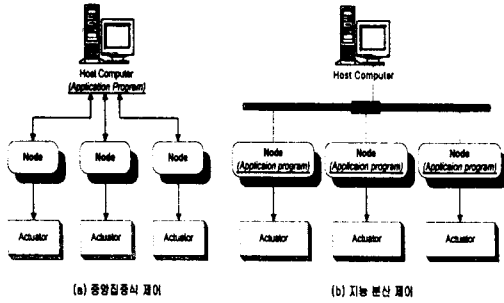 Host Computer
(Application Program)
Node
Node
Node
Actuator
Actuator
Actuator
(a) 중앙집중식 제어
Host Computer
Node
(Applicaion program)
Node
(Applicaion program)
Node
(Applicaion program)
Actuator
Actuator
Actuator
(b) 지능 분산 제어